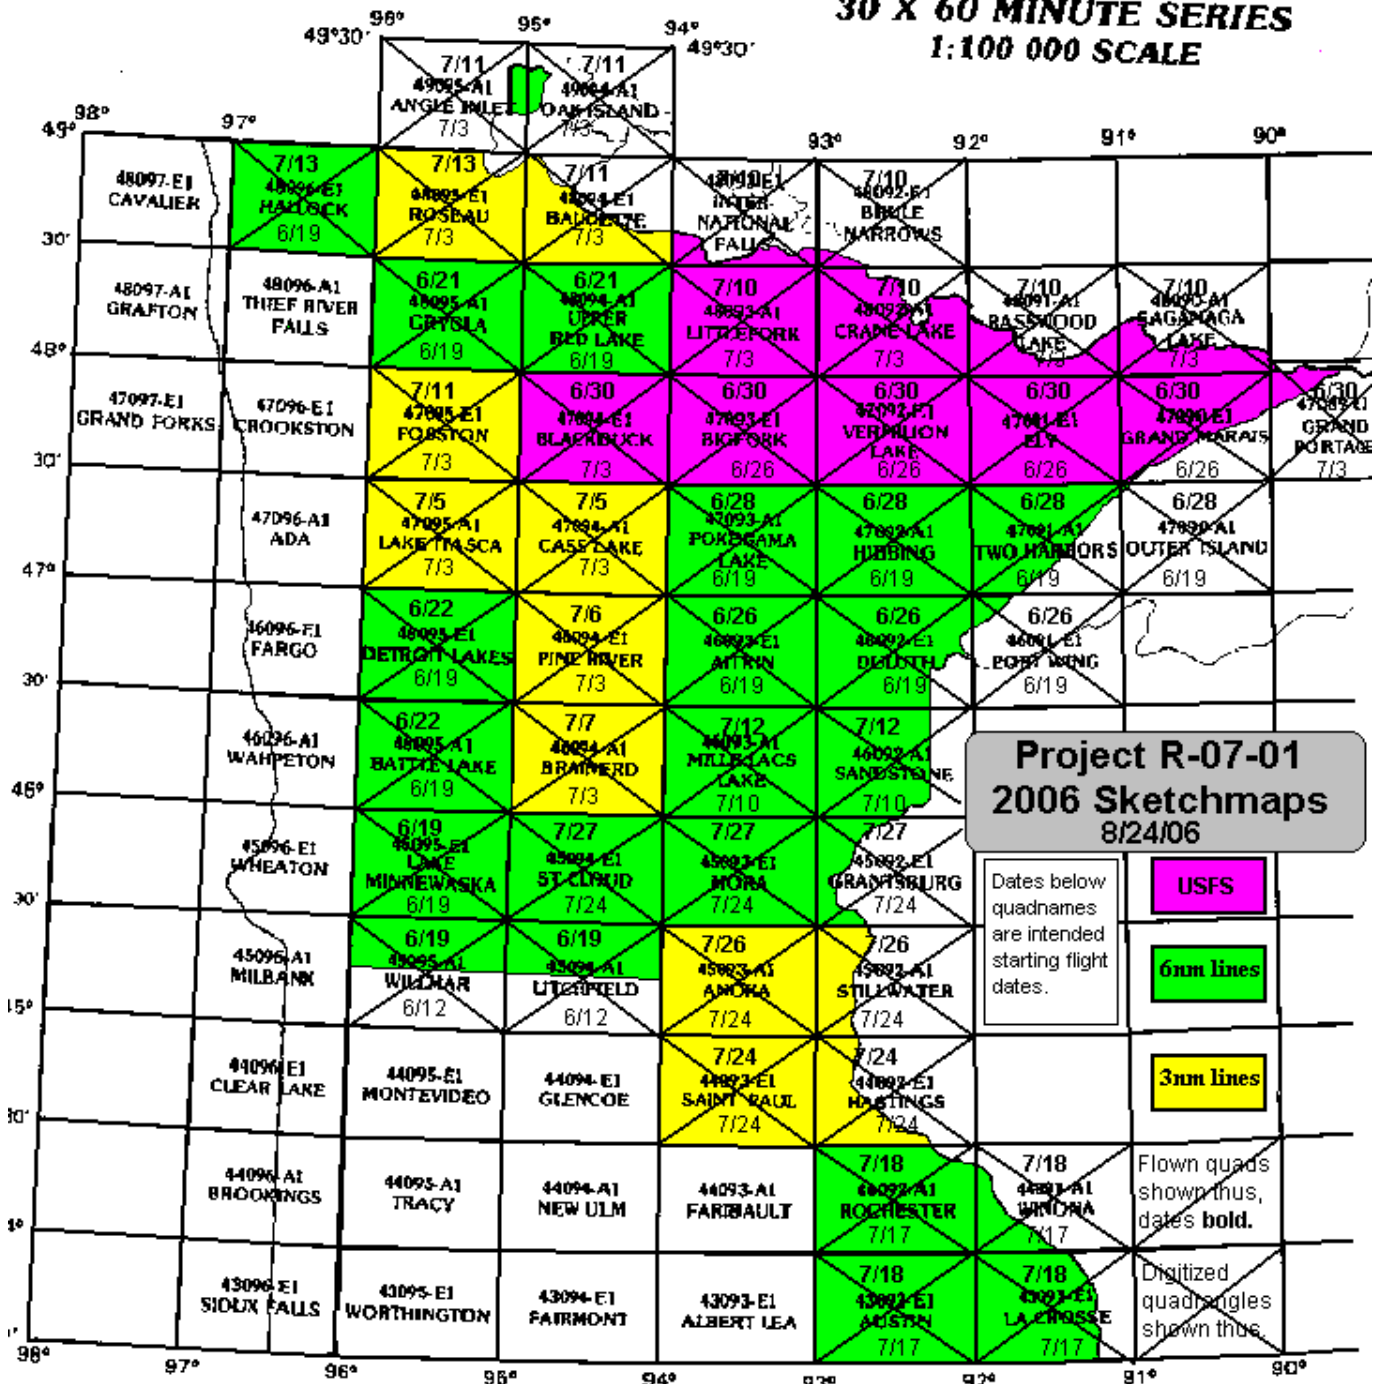 30 X 60 MINUTE SERIES
1:100 000 SCALE
96° 95° 94°
49°30' 49°30'
7/11 7/11
49095-A1 49094-A1
ANGLE INLET OAK ISLAND
7/3 7/3
98° 97° 93° 92° 91° 90°
49°
7/13 7/13 7/11 7/10 7/10
48097-E1 48096-E1 48095-E1 48094-E1 48093-E1 48092-E1
CAVALIER HALLOCK ROSEAU BAUDETTE INTER- BRULE
NATIONAL NARROWS
FALLS
6/19 7/3 7/3
30'
6/21 6/21 7/10 7/10 7/10 7/10
48097-A1 48096-A1 48095-A1 48094-A1 48093-A1 48092-A1 48091-A1 48090-A1
GRAFTON THIEF RIVER GRYGLA UPPER LITTLEFORK CRANE LAKE BASSWOOD SAGANAGA
FALLS RED LAKE LAKE LAKE
6/19 6/19 7/3 7/3 7/3 7/3
48°
7/11 6/30 6/30 6/30 6/30 6/30 6/30
47097-E1 47096-E1 47095-E1 47094-E1 47093-E1 47092-E1 47091-E1 47090-E1
GRAND FORKS CROOKSTON FOSSTON BLACKDUCK BIGFORK VERMILION ELY GRAND MARAIS GRAND
LAKE PORTAGE
7/3 7/3 6/26 6/26 6/26 6/26 7/3
30'
7/5 7/5 6/28 6/28 6/28 6/28
47096-A1 47095-A1 47094-A1 47093-A1 47092-A1 47091-A1 47090-A1
ADA LAKE ITASCA CASS LAKE POKEGAMA HIBBING TWO HARBORS OUTER ISLAND
LAKE
7/3 7/3 6/19 6/19 6/19 6/19
47°
6/22 7/6 6/26 6/26 6/26
46096-E1 46095-E1 46094-E1 46093-E1 46092-E1 46091-E1
FARGO DETROIT LAKES PINE RIVER AITKIN DULUTH PORT WING
6/19 7/3 6/19 6/19 6/19
30'
6/22 7/7 7/12 7/12
46096-A1 46095-A1 46094-A1 46093-A1 46092-A1
WAHPETON BATTLE LAKE BRAINERD MILLE LACS SANDSTONE
LAKE
6/19 7/3 7/10 7/10
46°
Project R-07-01
2006 Sketchmaps
8/24/06
6/19 7/27 7/27 7/27
45096-E1 45095-E1 45094-E1 45093-E1 45092-E1
WHEATON LAKE ST CLOUD MORA GRANTSBURG
MINNEWASKA
6/19 7/24 7/24 7/24
30'
Dates below
quadnames
are intended
starting flight
dates.
USFS
6nm lines
3nm lines
6/19 6/19 7/26 7/26
45096-A1 45095-A1 45094-A1 45093-A1 45092-A1
MILBANK WILLMAR LITCHFIELD ANOKA STILLWATER
6/12 6/12 7/24 7/24
45°
7/24 7/24
44096-E1 44095-E1 44094-E1 44093-E1 44092-E1
CLEAR LAKE MONTEVIDEO GLENCOE SAINT PAUL HASTINGS
7/24 7/24
30'
7/18 7/18
44096-A1 44095-A1 44094-A1 44093-A1 44092-A1 44091-A1
BROOKINGS TRACY NEW ULM FARIBAULT ROCHESTER WINONA
7/17 7/17
Flown quads
shown thus,
dates bold.
4°
7/18 7/18
43096-E1 43095-E1 43094-E1 43093-E1 43092-E1
SIOUX FALLS WORTHINGTON FAIRMONT ALBERT LEA AUSTIN LA CROSSE
7/17 7/17
Digitized
quadrangles
shown thus.
98° 97° 96° 95° 94° 93° 92° 91° 90°